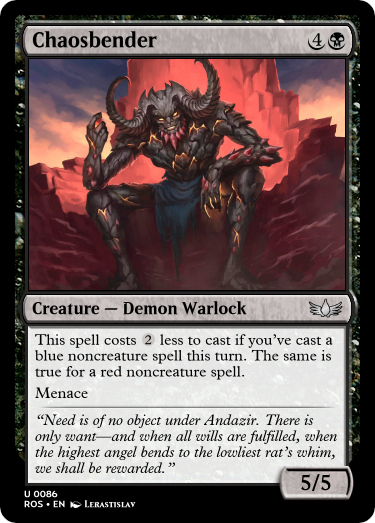 Chaosbender 4
Creature — Demon Warlock
This spell costs 2 less to cast if you've cast a
blue noncreature spell this turn. The same is
true for a red noncreature spell.
Menace
“Need is of no object under Andazir. There is
only want—and when all wills are fulfilled, when
the highest angel bends to the lowliest rat's whim,
we shall be rewarded.”
5/5
U 0086
ROS • EN Lerastislav